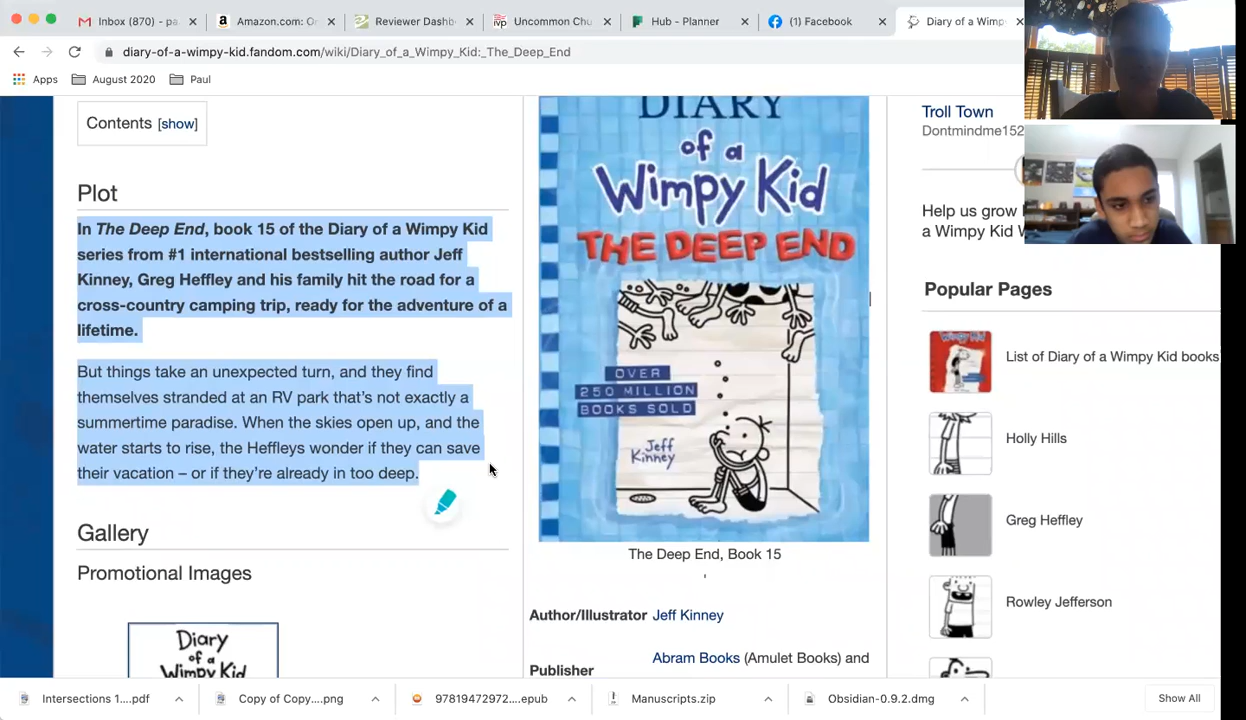 Inbox (870) - pa
Amazon.com: O
Reviewer Dashb
Uncommon Chu
Hub - Planner
(1) Facebook
Diary of a Wimp
diary-of-a-wimpy-kid.fandom.com/wiki/Diary_of_a_Wimpy_Kid:_The_Deep_End
Apps
August 2020
Paul
Contents [show]
Plot
In The Deep End, book 15 of the Diary of a Wimpy Kid
series from #1 international bestselling author Jeff
Kinney, Greg Heffley and his family hit the road for a
cross-country camping trip, ready for the adventure of a
lifetime.
But things take an unexpected turn, and they find
themselves stranded at an RV park that's not exactly a
summertime paradise. When the skies open up, and the
water starts to rise, the Heffleys wonder if they can save
their vacation – or if they're already in too deep.
Gallery
Promotional Images
Diary
of a
Wimpy Kid
DIARY
of a
Wimpy Kid
THE DEEP END
OVER
250 MILLION
BOOKS SOLD
Jeff
Kinney
The Deep End, Book 15
Author/Illustrator Jeff Kinney
Publisher
Abram Books (Amulet Books) and
Troll Town
Dontmindme152
Help us grow
a Wimpy Kid
Popular Pages
List of Diary of a Wimpy Kid books
Holly Hills
Greg Heffley
Rowley Jefferson
Intersections 1....pdf
Copy of Copy....png
97819472972....epub
Manuscripts.zip
Obsidian-0.9.2.dmg
Show All